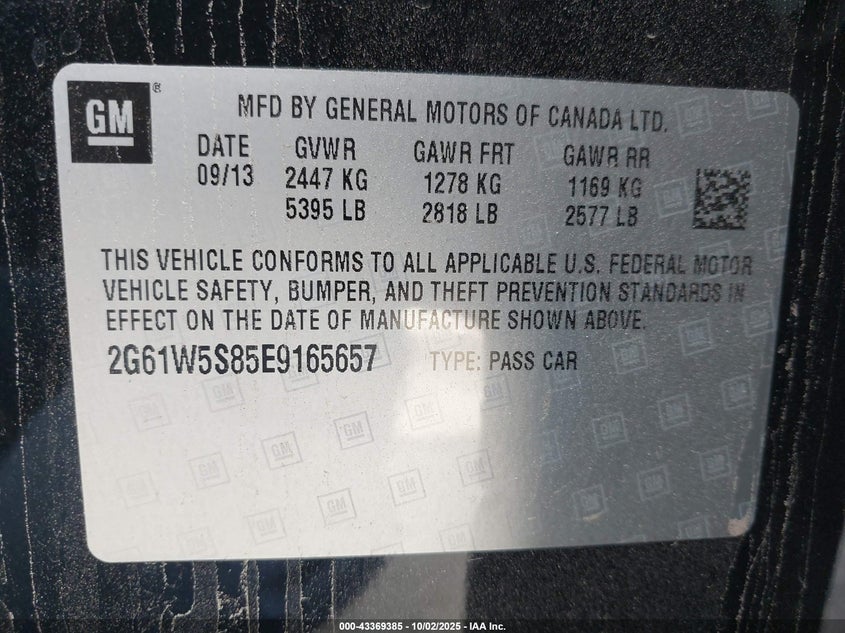 GM ® MFD BY GENERAL MOTORS OF CANADA LTD.
DATE GVWR GAWR FRT GAWR RR
09/13 2447 KG 1278 KG 1169 KG
5395 LB 2818 LB 2577 LB
THIS VEHICLE CONFORMS TO ALL APPLICABLE U.S. FEDERAL MOTOR
VEHICLE SAFETY, BUMPER, AND THEFT PREVENTION STANDARDS IN
EFFECT ON THE DATE OF MANUFACTURE SHOWN ABOVE.
2G61W5S85E9165657 TYPE: PASS CAR
000-43369385 - 10/02/2025 - IAA Inc.